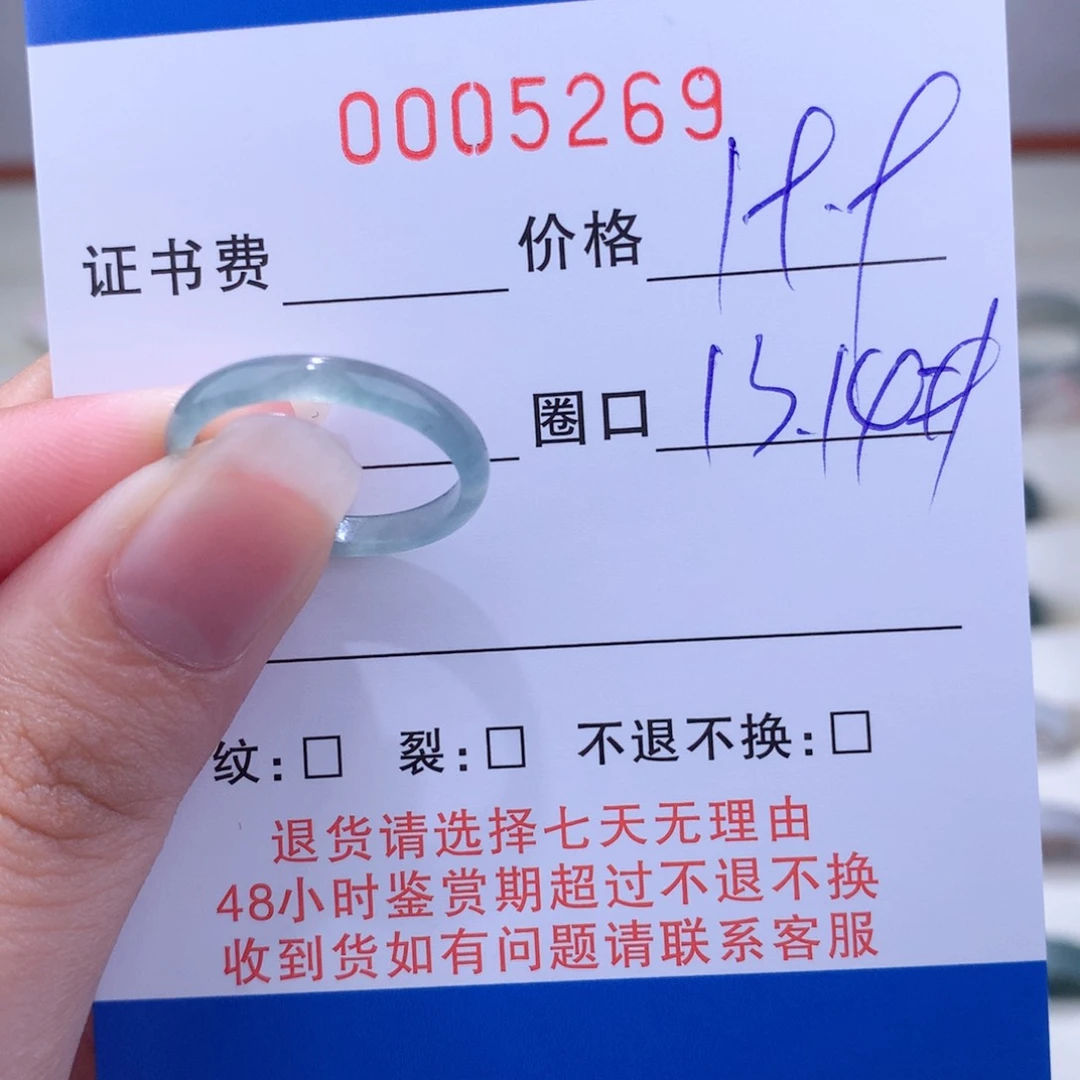 0005269
证书费 价格
圈口
纹:□ 裂:□ 不退不换:□
退货请选择七天无理由
48小时鉴赏期超过不退不换
收到货如有问题请联系客服